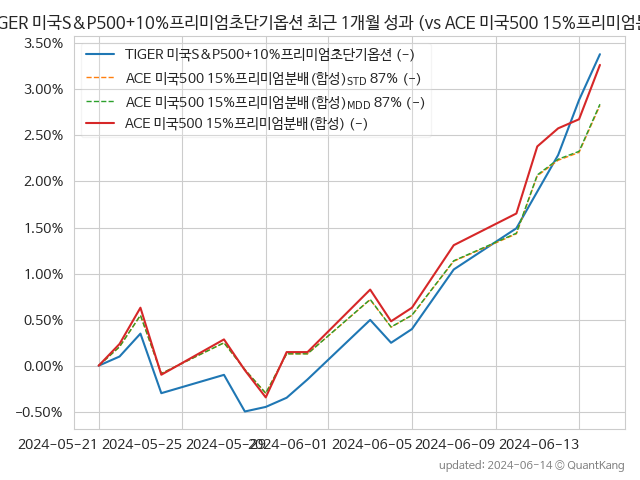 TIGER 미국S&P500+10%프리미엄초단기옵션 최근 1개월 성과 (vs ACE 미국500 15%프리미엄분
3.50%
3.00%
2.50%
2.00%
1.50%
1.00%
0.50%
0.00%
−0.50%
TIGER 미국S&P500+10%프리미엄초단기옵션 (−)
ACE 미국500 15%프리미엄분배(합성)STD 87% (−)
ACE 미국500 15%프리미엄분배(합성)MDD 87% (−)
ACE 미국500 15%프리미엄분배(합성) (−)
2024−05−21 2024−05−25 2024−05−29 2024−06−01 2024−06−05 2024−06−09 2024−06−13
updated: 2024−06−14 © QuantKang